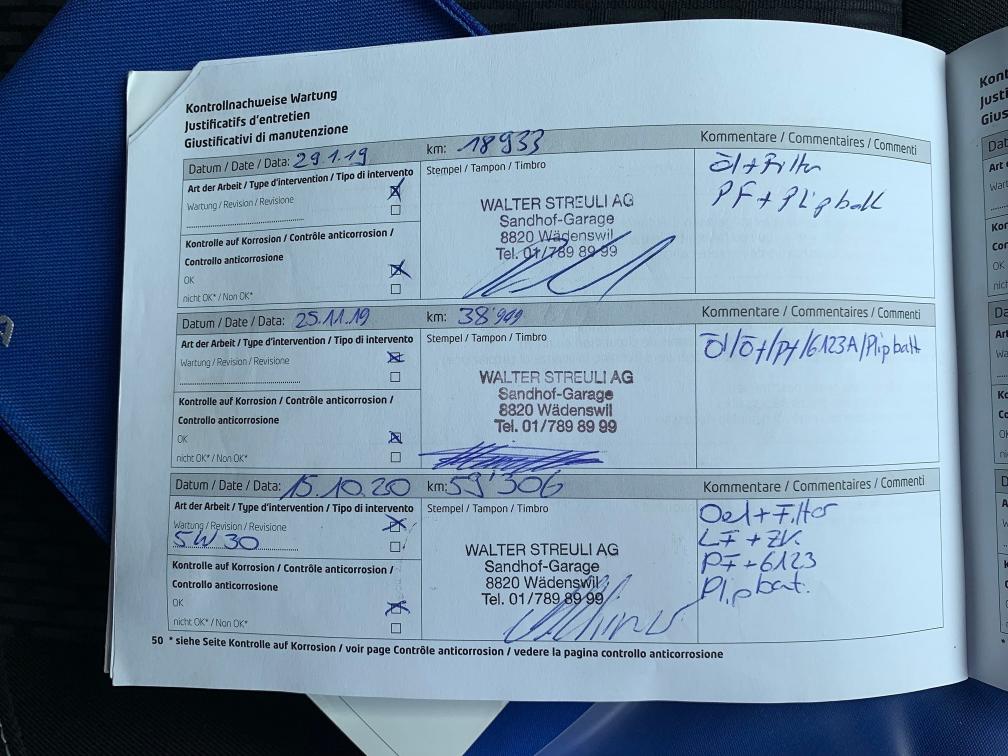 Kontrollnachweise Wartung
Justificatifs d'entretien
Giustificativi di manutenzione
Datum / Date / Data: 29.1.19 km: 18933 Kommentare / Commentaires / Commenti
Art der Arbeit / Type d'intervention / Tipo di intervento Stempel / Tampon / Timbro
Wartung / Revision / Revisione
Kontrolle auf Korrosion / Contrôle anticorrosion /
Controllo anticorrosione
OK
nicht OK* / Non OK*
WALTER STREULI AG
Sandhof-Garage
8820 Wädenswil
Tel. 01/789 89 99
Öl + Filter
PF + Plipbatt
Datum / Date / Data: 25.11.19 km: 38'999 Kommentare / Commentaires / Commenti
Art der Arbeit / Type d'intervention / Tipo di intervento Stempel / Tampon / Timbro
Wartung / Revision / Revisione
Kontrolle auf Korrosion / Contrôle anticorrosion /
Controllo anticorrosione
OK
nicht OK* / Non OK*
WALTER STREULI AG
Sandhof-Garage
8820 Wädenswil
Tel. 01/789 89 99
Öl/Öf/Pf/6123A/Plipbatt
Datum / Date / Data: 15.10.20 km: 59'306 Kommentare / Commentaires / Commenti
Art der Arbeit / Type d'intervention / Tipo di intervento Stempel / Tampon / Timbro
Wartung / Revision / Revisione
5W30
Kontrolle auf Korrosion / Contrôle anticorrosion /
Controllo anticorrosione
OK
nicht OK* / Non OK*
WALTER STREULI AG
Sandhof-Garage
8820 Wädenswil
Tel. 01/789 89 99
Oel + Filter
LF + ZK
PF + 6123
Plipbat.
50 * siehe Seite Kontrolle auf Korrosion / voir page Contrôle anticorrosion / vedere la pagina controllo anticorrosione